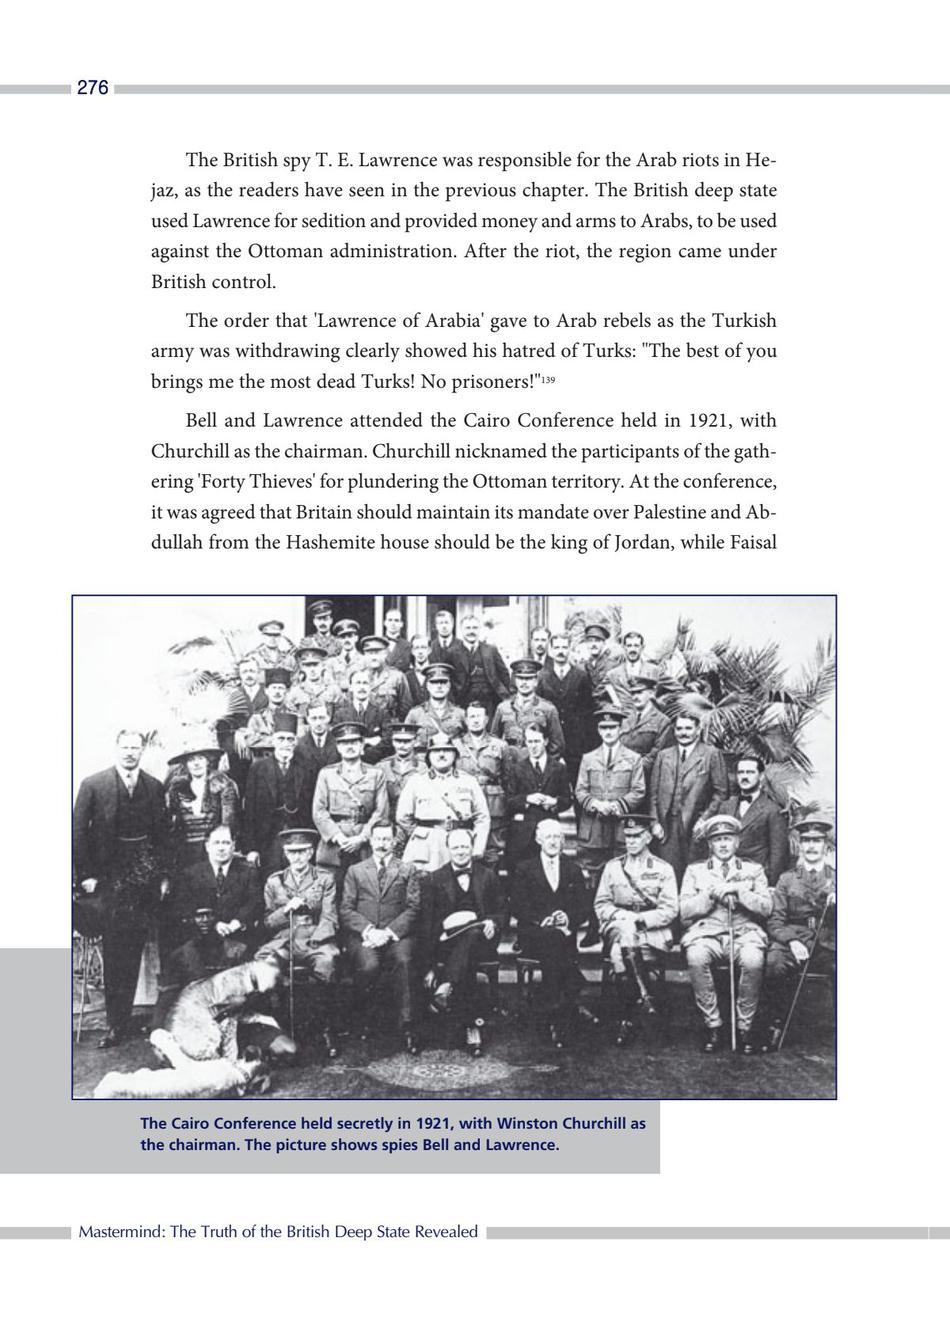 276
The British spy T. E. Lawrence was responsible for the Arab riots in He-
jaz, as the readers have seen in the previous chapter. The British deep state
used Lawrence for sedition and provided money and arms to Arabs, to be used
against the Ottoman administration. After the riot, the region came under
British control.
The order that 'Lawrence of Arabia' gave to Arab rebels as the Turkish
army was withdrawing clearly showed his hatred of Turks: "The best of you
brings me the most dead Turks! No prisoners!"139
Bell and Lawrence attended the Cairo Conference held in 1921, with
Churchill as the chairman. Churchill nicknamed the participants of the gath-
ering 'Forty Thieves' for plundering the Ottoman territory. At the conference,
it was agreed that Britain should maintain its mandate over Palestine and Ab-
dullah from the Hashemite house should be the king of Jordan, while Faisal
The Cairo Conference held secretly in 1921, with Winston Churchill as
the chairman. The picture shows spies Bell and Lawrence.
Mastermind: The Truth of the British Deep State Revealed